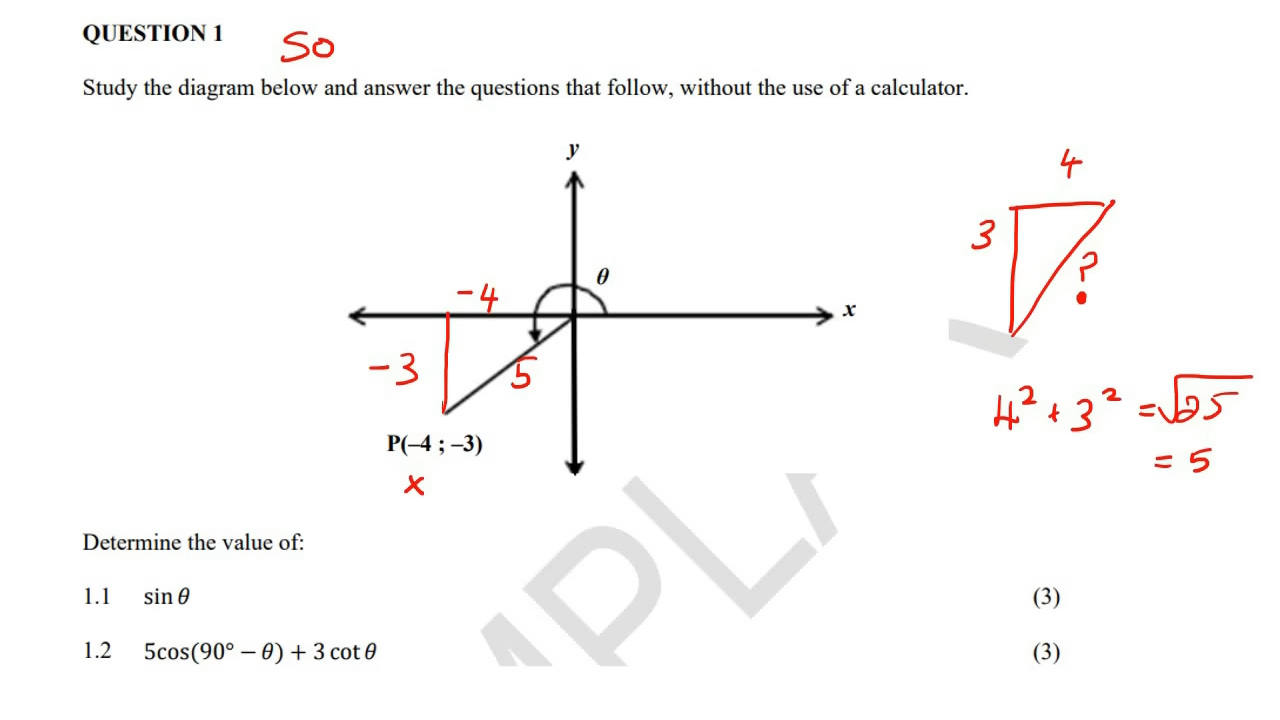 QUESTION 1
SO
Study the diagram below and answer the questions that follow, without the use of a calculator.
y
4
3
θ
?
-4
x
-3
5
4² + 3² = √25
P(–4 ; –3)
= 5
x
MPL
Determine the value of:
1.1 sin θ (3)
1.2 5cos(90° − θ) + 3 cot θ (3)